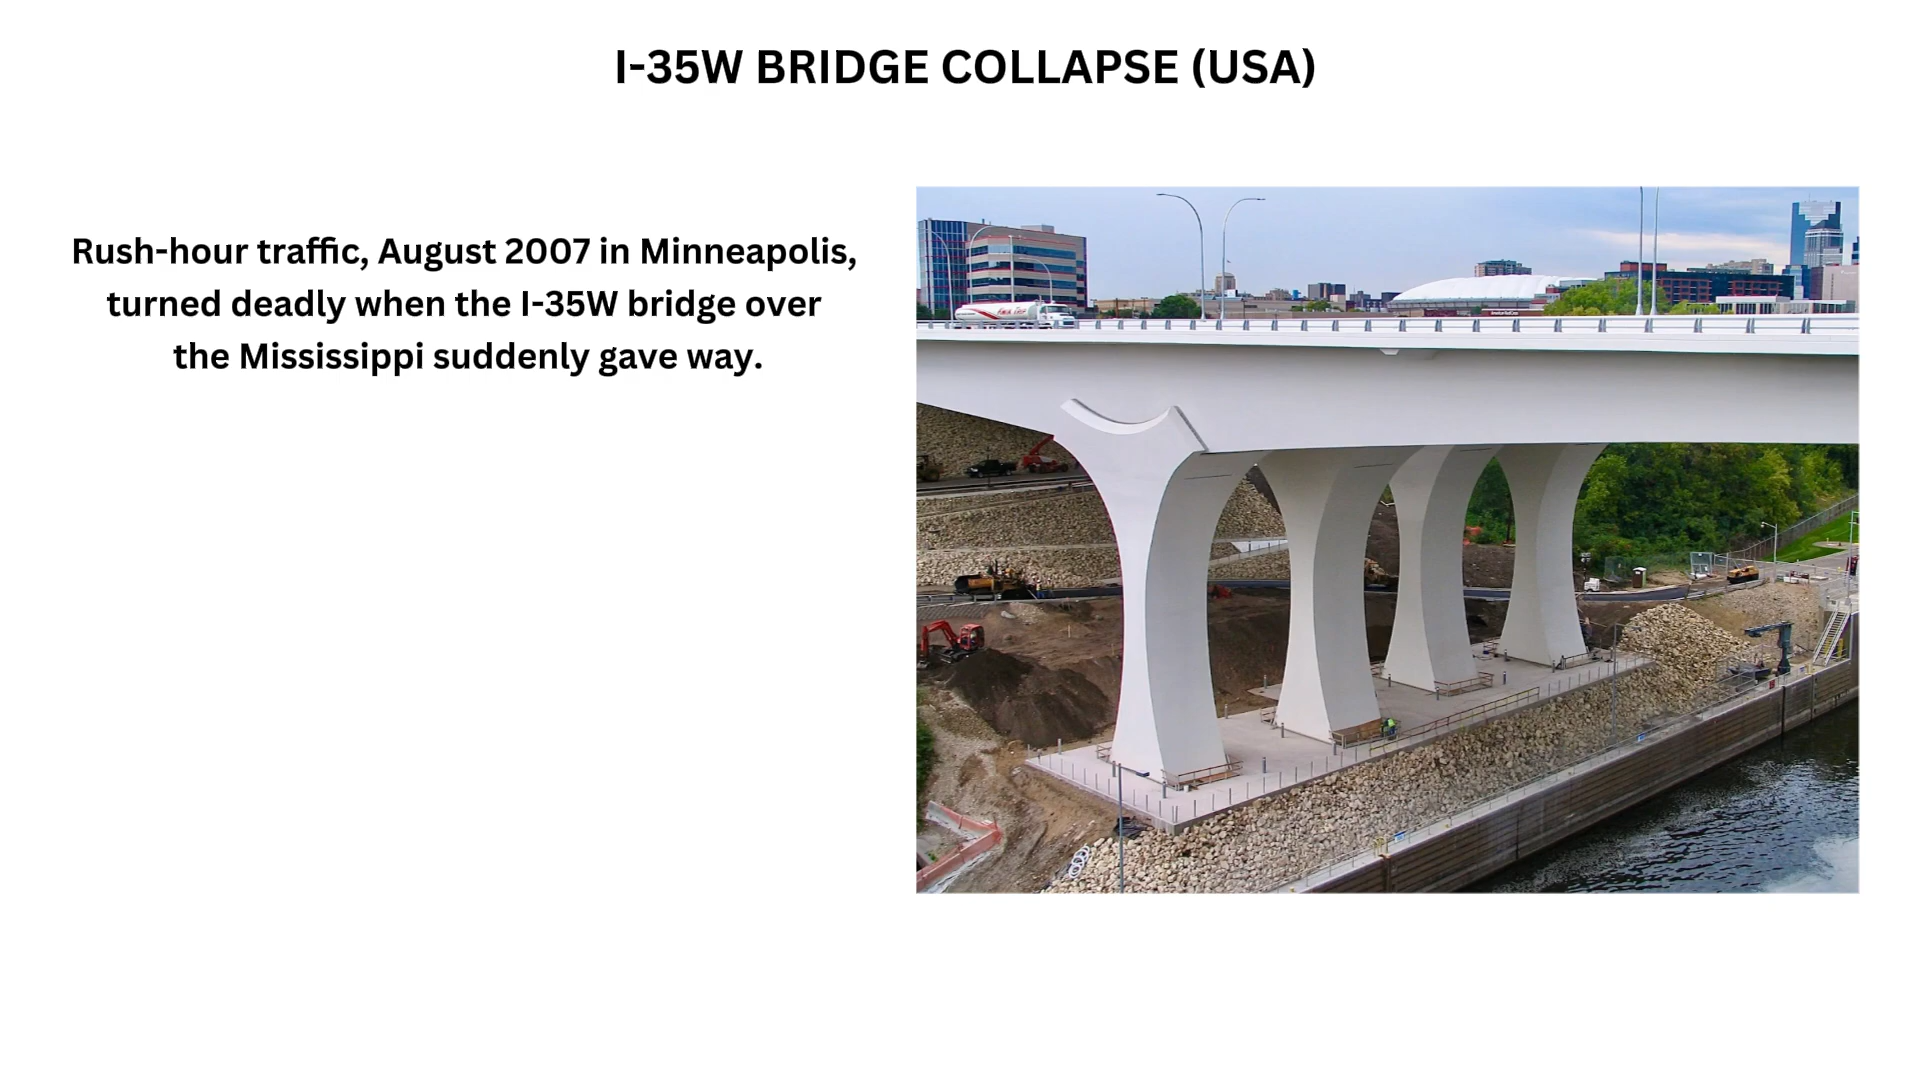 I-35W BRIDGE COLLAPSE (USA)
Rush-hour traffic, August 2007 in Minneapolis,
turned deadly when the I-35W bridge over
the Mississippi suddenly gave way.